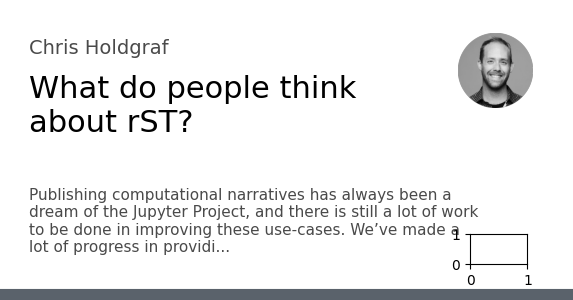 Chris Holdgraf
What do people think
about rST?
Publishing computational narratives has always been a
dream of the Jupyter Project, and there is still a lot of work
to be done in improving these use-cases. We’ve made a
lot of progress in providi...
1
0
0 1